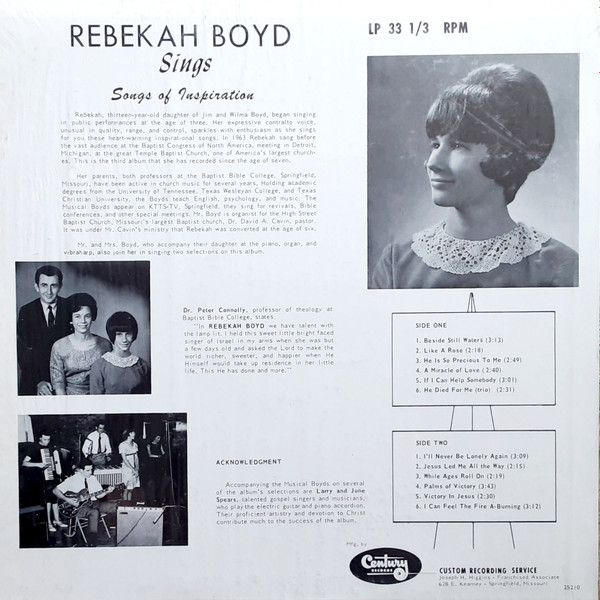 REBEKAH BOYD
Sings
Songs of Inspiration
LP 33 1/3 RPM
Rebekah, thirteen-year-old daughter of Jim and Wilma Boyd, began singing
in public performances at the age of three. Her expressive contralto voice,
unusual in quality, range, and control, sparkles with enthusiasm as she sings
for you these heart-warming inspirational songs. In 1963 Rebekah sang before
the vast audience at the Baptist Congress of North America, meeting in Detroit,
Michigan, at the great Temple Baptist Church, one of America's largest church-
es. This is the third album that she has recorded since the age of seven.
Her parents, both professors at the Baptist Bible College, Springfield,
Missouri, have been active in church music for several years. Holding academic
degrees from the University of Tennessee, Texas Wesleyan College, and Texas
Christian University, the Boyds teach English, psychology, and music. The
Musical Boyds appear on KTTS-TV, Springfield; they sing for revivals, Bible
conferences, and other special meetings. Mr. Boyd is organist for the High Street
Baptist Church, Missouri's largest Baptist church, Dr. David A. Cavin, pastor.
It was under Mr. Cavin's ministry that Rebekah was converted at the age of six.
Mr. and Mrs. Boyd, who accompany their daughter at the piano, organ, and
vibraharp, also join her in singing two selections on this album.
Dr. Peter Connolly, professor of theology at
Baptist Bible College, states:
"In REBEKAH BOYD we have talent with
the lamp lit. I held this sweet little bright faced
singer of Israel in my arms when she was but
a few days old and asked the Lord to make the
world richer, sweeter, and happier when He
Himself would take up residence in her little
life. This He has done and more."
SIDE ONE
1. Beside Still Waters (3:13)
2. Like A Rose (2:18)
3. He Is So Precious To Me (2:49)
4. A Miracle of Love (2:40)
5. If I Can Help Somebody (3:01)
6. He Died For Me (trio) (2:31)
SIDE TWO
1. I'll Never Be Lonely Again (3:09)
2. Jesus Led Me All the Way (2:15)
3. While Ages Roll On (2:19)
4. Palms of Victory (3:43)
5. Victory In Jesus (2:30)
6. I Can Feel The Fire A-Burning (3:12)
ACKNOWLEDGMENT
Accompanying the Musical Boyds on several
of the album's selections are Larry and June
Spears, talented gospel singers and musicians,
who play the electric guitar and piano accordion.
Their proficient artistry and devotion to Christ
contribute much to the success of the album.
Mfg. by
Century
RECORDS
CUSTOM RECORDING SERVICE
Joseph H. Higgins - Franchised Associate
628 E. Kearney - Springfield, Missouri
25210